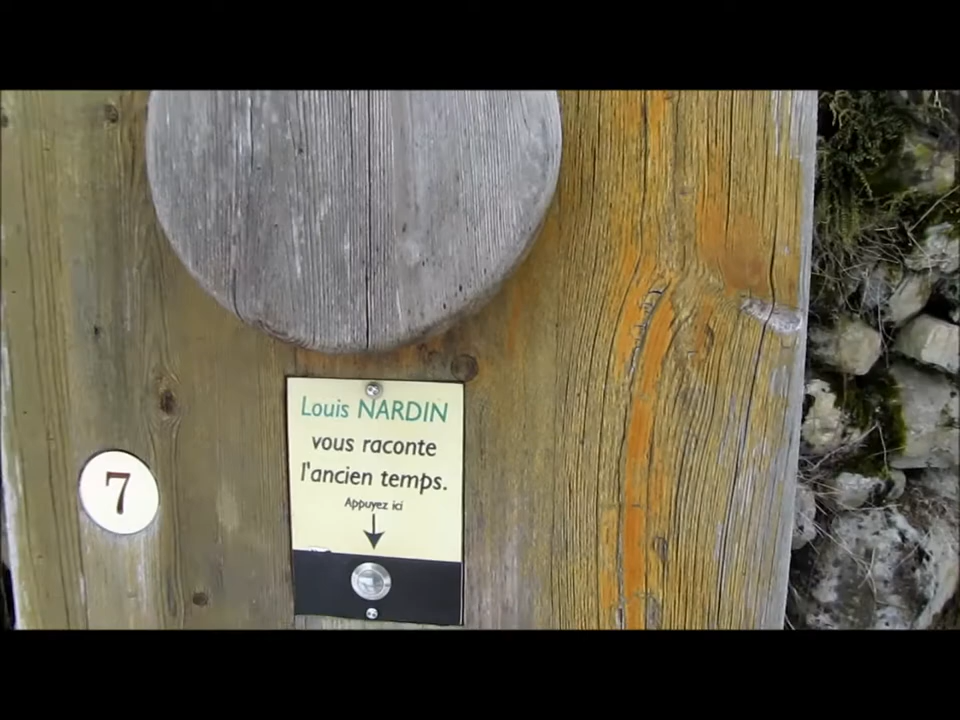 Louis NARDIN
vous raconte
l'ancien temps.
Appuyez ici
7